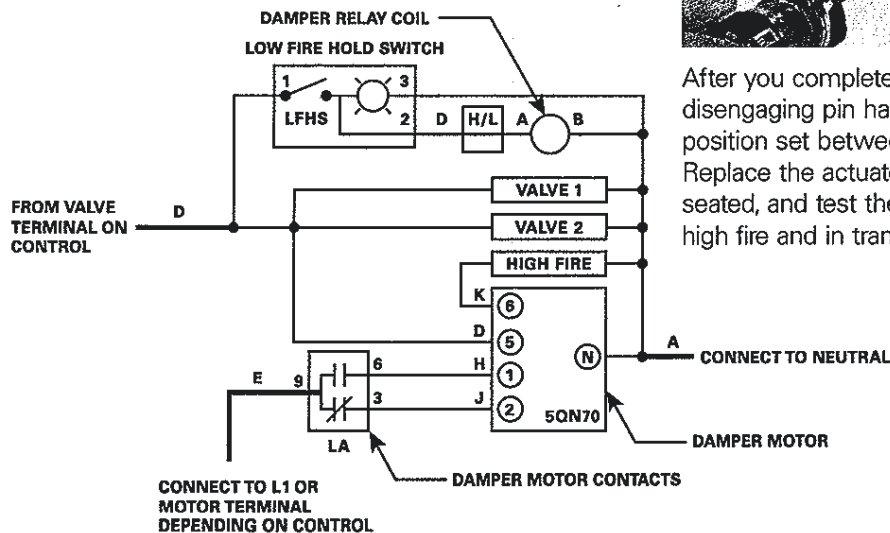 DAMPER RELAY COIL
LOW FIRE HOLD SWITCH
1
3
LFHS
2
D
H/L
A
B
VALVE 1
VALVE 2
HIGH FIRE
FROM VALVE
TERMINAL ON
CONTROL
D
K
6
D
5
H
1
J
2
N
5QN70
A
CONNECT TO NEUTRAL
E
9
6
3
LA
DAMPER MOTOR
DAMPER MOTOR CONTACTS
CONNECT TO L1 OR
MOTOR TERMINAL
DEPENDING ON CONTROL
After you complete
disengaging pin ha
position set betwee
Replace the actuat
seated, and test the
high fire and in tran